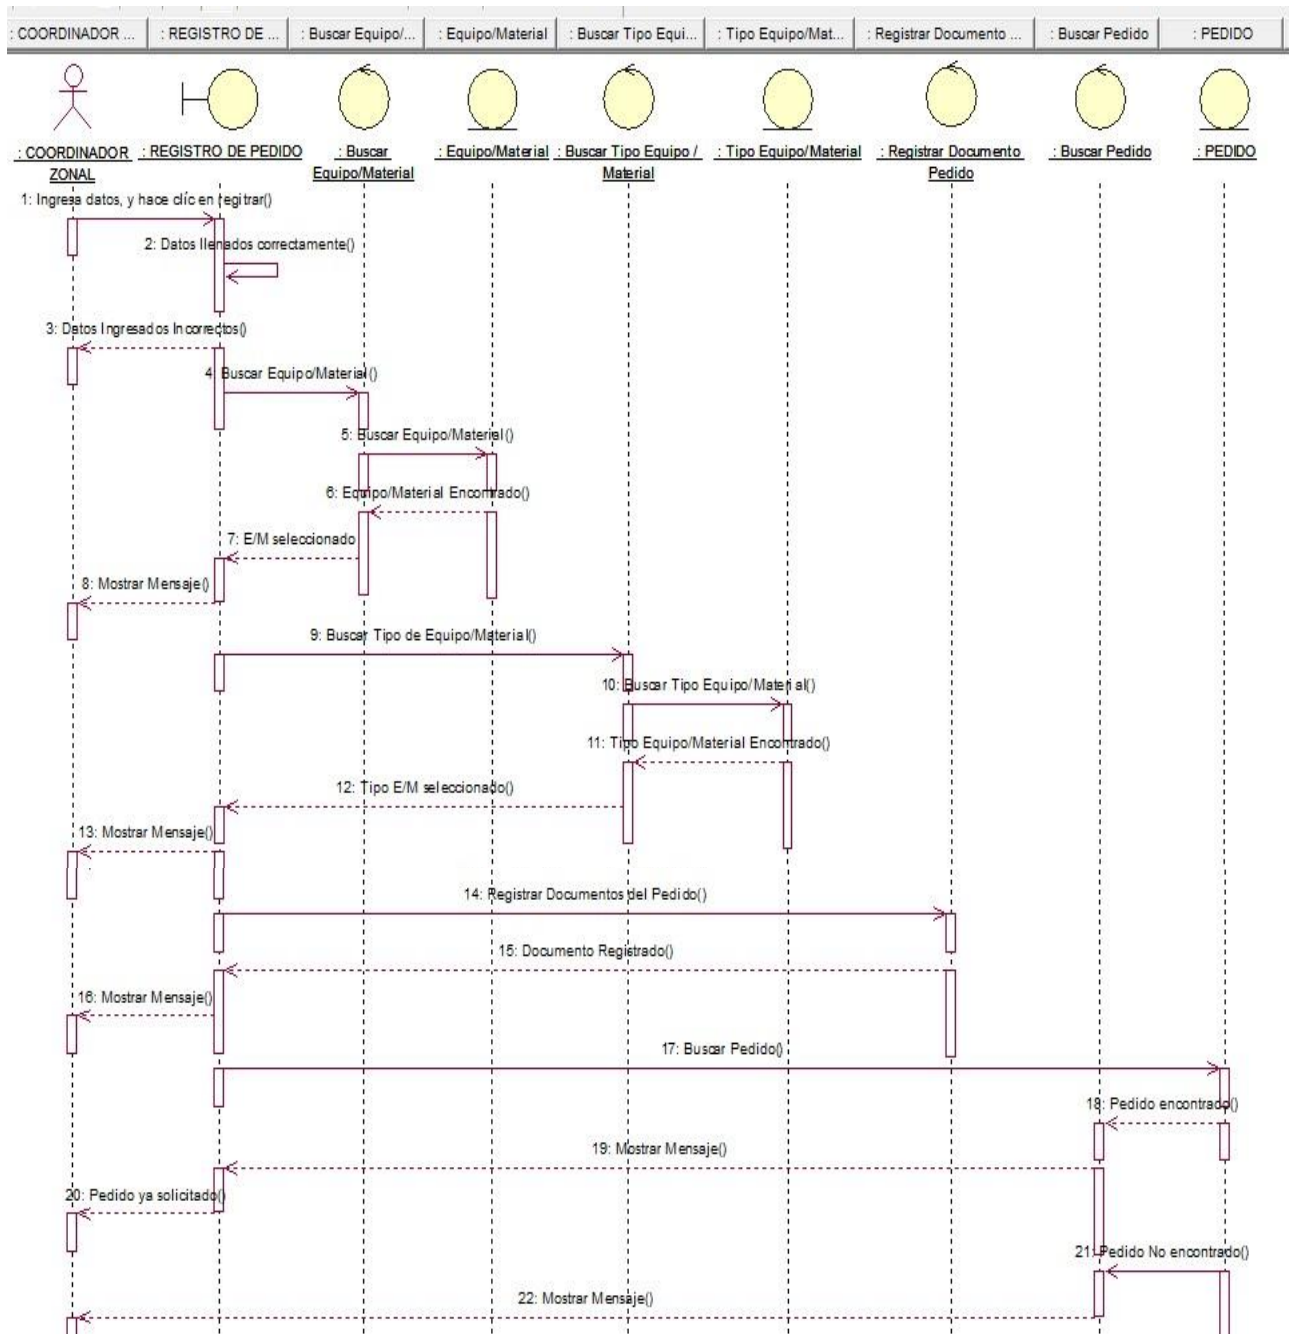 : COORDINADOR ...
: REGISTRO DE ...
: Buscar Equipo/...
: Equipo/Material
: Buscar Tipo Equi...
: Tipo Equipo/Mat...
: Registrar Documento ...
: Buscar Pedido
: PEDIDO
: COORDINADOR
ZONAL
: REGISTRO DE PEDIDO
: Buscar
Equipo/Material
: Equipo/Material
: Buscar Tipo Equipo /
Material
: Tipo Equipo/Material
: Registrar Documento
Pedido
: Buscar Pedido
: PEDIDO
1: Ingresa datos, y hace clíc en regitrar()
2: Datos llenados correctamente()
3: Datos Ingresados Incorrectos()
4: Buscar Equipo/Material()
5: Buscar Equipo/Material()
6: Equipo/Material Encontrado()
7: E/M seleccionado
8: Mostrar Mensaje()
9: Buscar Tipo de Equipo/Material()
10: Buscar Tipo Equipo/Material()
11: Tipo Equipo/Material Encontrado()
12: Tipo E/M seleccionado()
13: Mostrar Mensaje()
14: Registrar Documentos del Pedido()
15: Documento Registrado()
16: Mostrar Mensaje()
17: Buscar Pedido()
18: Pedido encontrado()
19: Mostrar Mensaje()
20: Pedido ya solicitado()
21: Pedido No encontrado()
22: Mostrar Mensaje()